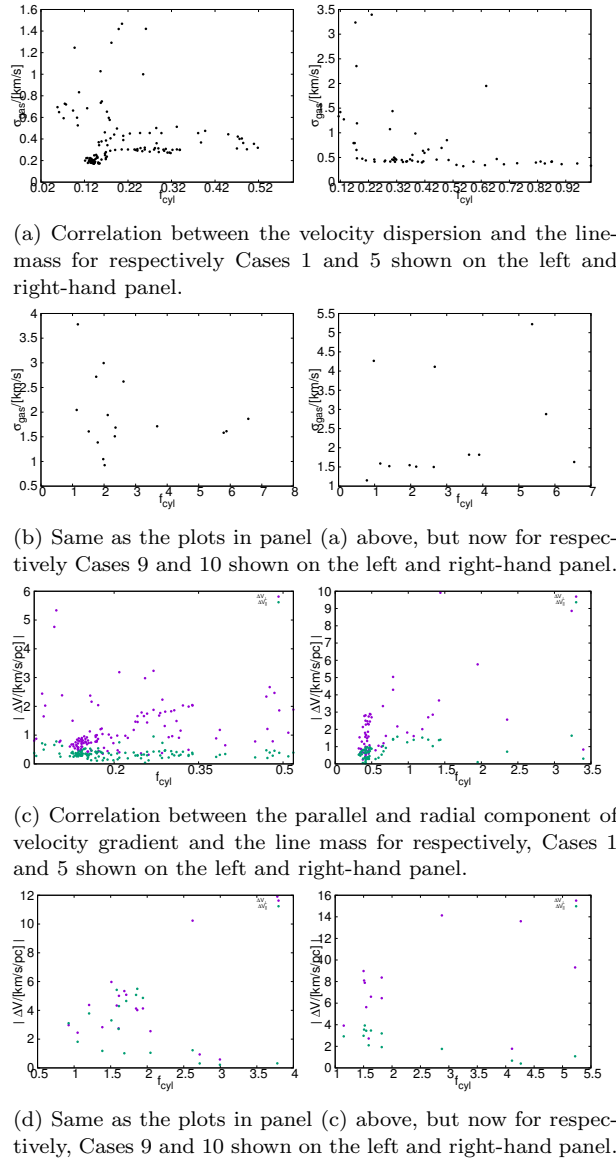 1.6
1.4
1.2
1
0.8
0.6
0.4
0.2
0
σgas/[km/s]
0.02 0.12 0.22 0.32 0.42 0.52
fcyl
3.5
3
2.5
2
1.5
1
0.5
0
σgas/[km/s]
0.12 0.22 0.32 0.42 0.52 0.62 0.72 0.82 0.92
fcyl
(a) Correlation between the velocity dispersion and the line-
mass for respectively Cases 1 and 5 shown on the left and
right-hand panel.
4
3.5
3
2.5
2
1.5
1
0.5
σgas/[km/s]
0 1 2 3 4 5 6 7 8
fcyl
5.5
5
4.5
4
3.5
3
2.5
2
1.5
1
σgas/[km/s]
0 1 2 3 4 5 6 7
fcyl
(b) Same as the plots in panel (a) above, but now for respec-
tively Cases 9 and 10 shown on the left and right-hand panel.
6
5
4
3
2
1
0
| ΔV/[km/s/pc] |
0.2 0.35 0.5
fcyl
10
9
8
7
6
5
4
3
2
1
0
| ΔV/[km/s/pc] |
0 0.5 1 1.5 2 2.5 3 3.5
fcyl
(c) Correlation between the parallel and radial component of
velocity gradient and the line mass for respectively, Cases 1
and 5 shown on the left and right-hand panel.
12
10
8
6
4
2
0
| ΔV/[km/s/pc] |
0.5 1 1.5 2 2.5 3 3.5 4
fcyl
16
14
12
10
8
6
4
2
0
| ΔV/[km/s/pc] |
1 1.5 2 2.5 3 3.5 4 4.5 5 5.5
fcyl
(d) Same as the plots in panel (c) above, but now for respec-
tively, Cases 9 and 10 shown on the left and right-hand panel.